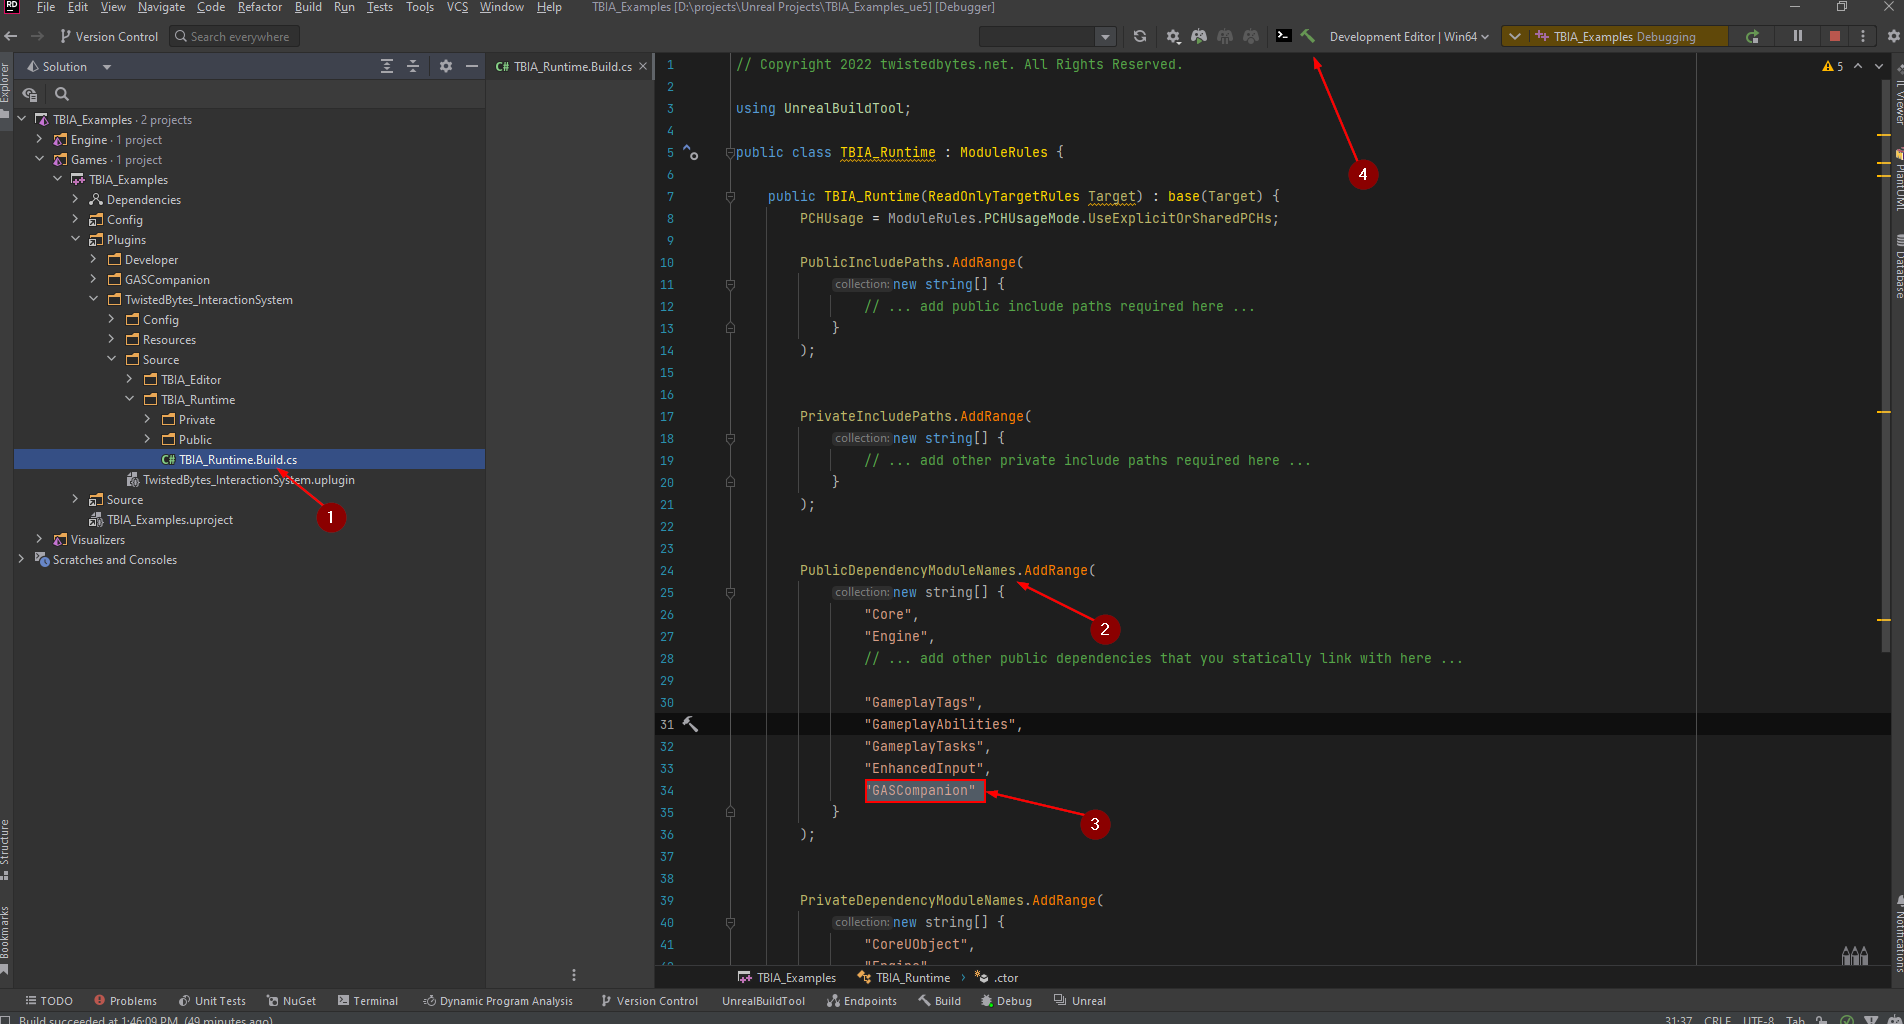 RD File Edit View Navigate Code Refactor Build Run Tests Tools VCS Window Help TBIA_Examples [D:\projects\Unreal Projects\TBIA_Examples_ue5] [Debugger]
Version Control Search everywhere Development Editor | Win64 TBIA_Examples Debugging
Explorer
Solution
TBIA_Examples · 2 projects
Engine · 1 project
Games · 1 project
TBIA_Examples
Dependencies
Config
Plugins
Developer
GASCompanion
TwistedBytes_InteractionSystem
Config
Resources
Source
TBIA_Editor
TBIA_Runtime
Private
Public
C# TBIA_Runtime.Build.cs
TwistedBytes_InteractionSystem.uplugin
Source
TBIA_Examples.uproject
Visualizers
Scratches and Consoles
1
Structure
Bookmarks
C# TBIA_Runtime.Build.cs
1 // Copyright 2022 twistedbytes.net. All Rights Reserved.
2
3 using UnrealBuildTool;
4
5 public class TBIA_Runtime : ModuleRules {
6
7 public TBIA_Runtime(ReadOnlyTargetRules Target) : base(Target) {
8 PCHUsage = ModuleRules.PCHUsageMode.UseExplicitOrSharedPCHs;
9
10 PublicIncludePaths.AddRange(
11 collection: new string[] {
12 // ... add public include paths required here ...
13 }
14 );
15
16
17 PrivateIncludePaths.AddRange(
18 collection: new string[] {
19 // ... add other private include paths required here ...
20 }
21 );
22
23
24 PublicDependencyModuleNames.AddRange(
25 collection: new string[] {
26 "Core",
27 "Engine",
28 // ... add other public dependencies that you statically link with here ...
29
30 "GameplayTags",
31 "GameplayAbilities",
32 "GameplayTasks",
33 "EnhancedInput",
34 "GASCompanion"
35 }
36 );
37
38
39 PrivateDependencyModuleNames.AddRange(
40 collection: new string[] {
41 "CoreUObject",
"Engine"
4
2
3
5
IL Viewer
PlantUML
Database
Notifications
TBIA_Examples TBIA_Runtime .ctor
TODO Problems Unit Tests NuGet Terminal Dynamic Program Analysis Version Control UnrealBuildTool Endpoints Build Debug Unreal
Build succeeded at 1:46:09 PM (49 minutes ago) 31:37 CRLF UTF-8 Tab